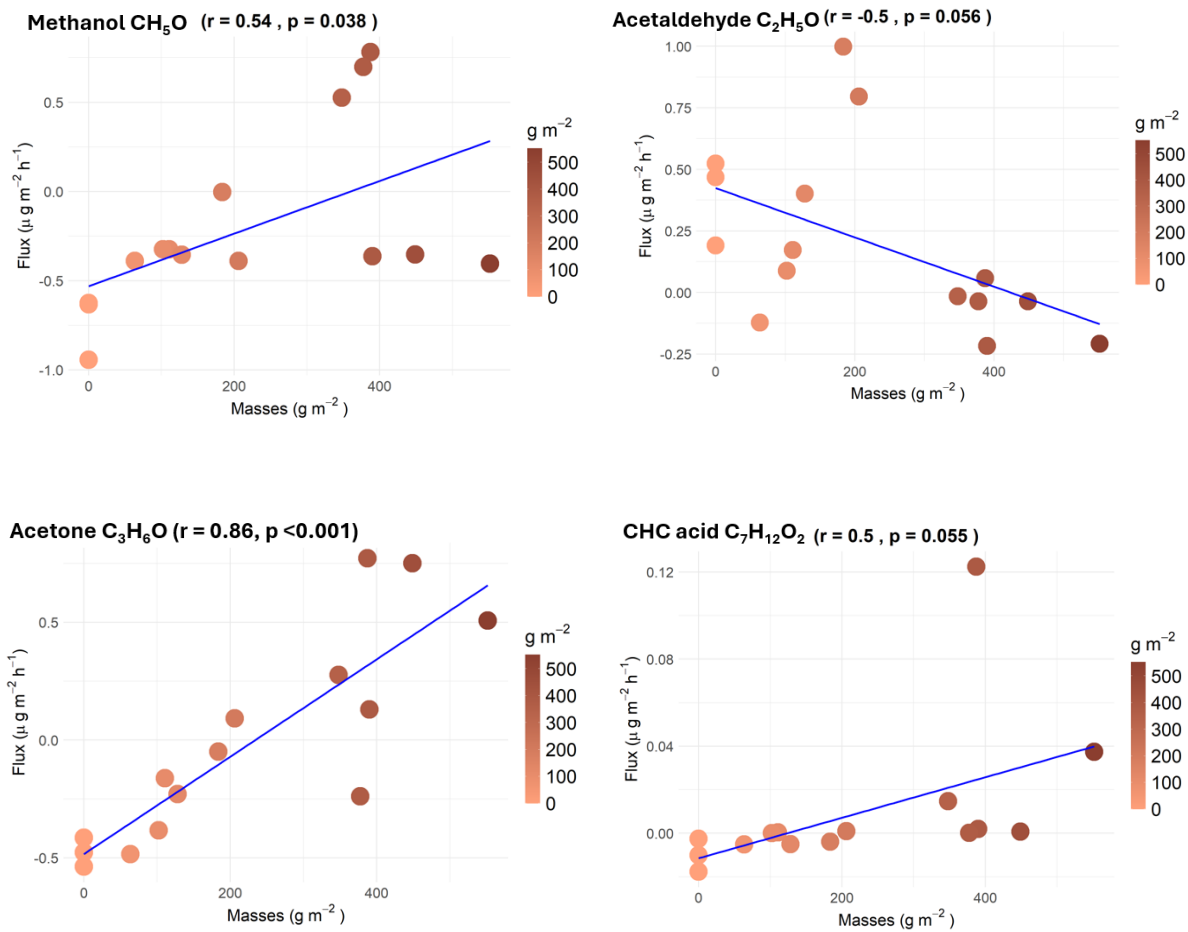 Methanol CH₅O (r = 0.54 , p = 0.038)
0.5
0.0
-0.5
-1.0
Flux (μ g m⁻² h⁻¹)
0 200 400
Masses (g m⁻² )
g m⁻²
500
400
300
200
100
0
Acetaldehyde C₂H₅O (r = -0.5 , p = 0.056)
1.00
0.75
0.50
0.25
0.00
-0.25
Flux (μ g m⁻² h⁻¹)
0 200 400
Masses (g m⁻² )
g m⁻²
500
400
300
200
100
0
Acetone C₃H₆O (r = 0.86, p <0.001)
0.5
0.0
-0.5
Flux (μ g m⁻² h⁻¹)
0 200 400
Masses (g m⁻² )
g m⁻²
500
400
300
200
100
0
CHC acid C₇H₁₂O₂ (r = 0.5 , p = 0.055 )
0.12
0.08
0.04
0.00
Flux (μ g m⁻² h⁻¹)
0 200 400
Masses (g m⁻² )
g m⁻²
500
400
300
200
100
0